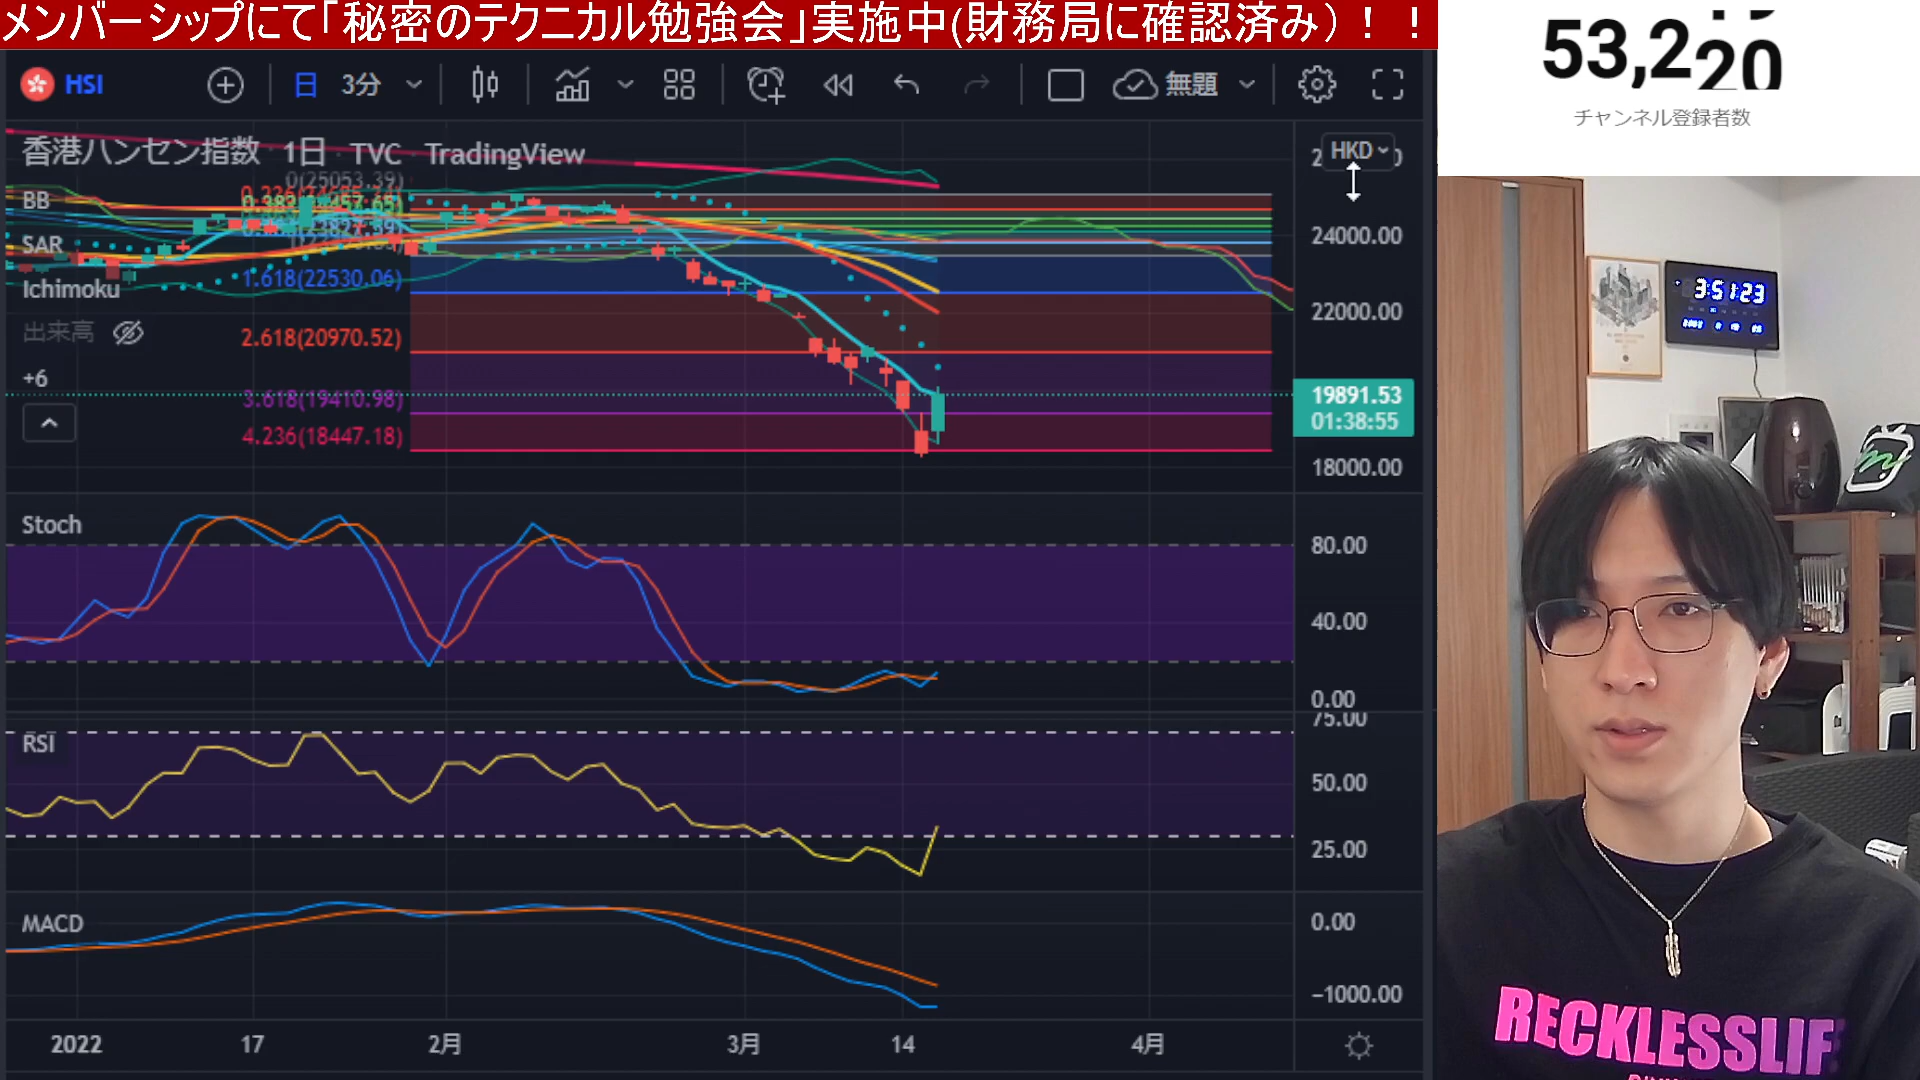 メンバーシップにて「秘密のテクニカル勉強会」実施中(財務局に確認済み）！！
53,220
チャンネル登録者数
HSI
日 3分
無題
香港ハンセン指数 1日 TVC TradingView
HKD
0(25053.39)
BB
SAR
Ichimoku
出来高
+6
1.618(22530.06)
2.618(20970.52)
3.618(19410.98)
4.236(18447.18)
24000.00
22000.00
19891.53
01:38:55
18000.00
Stoch
80.00
40.00
0.00
RSI
75.00
50.00
25.00
MACD
0.00
−1000.00
2022 17 2月 3月 14 4月
3:51:23
RECKLESSLIF